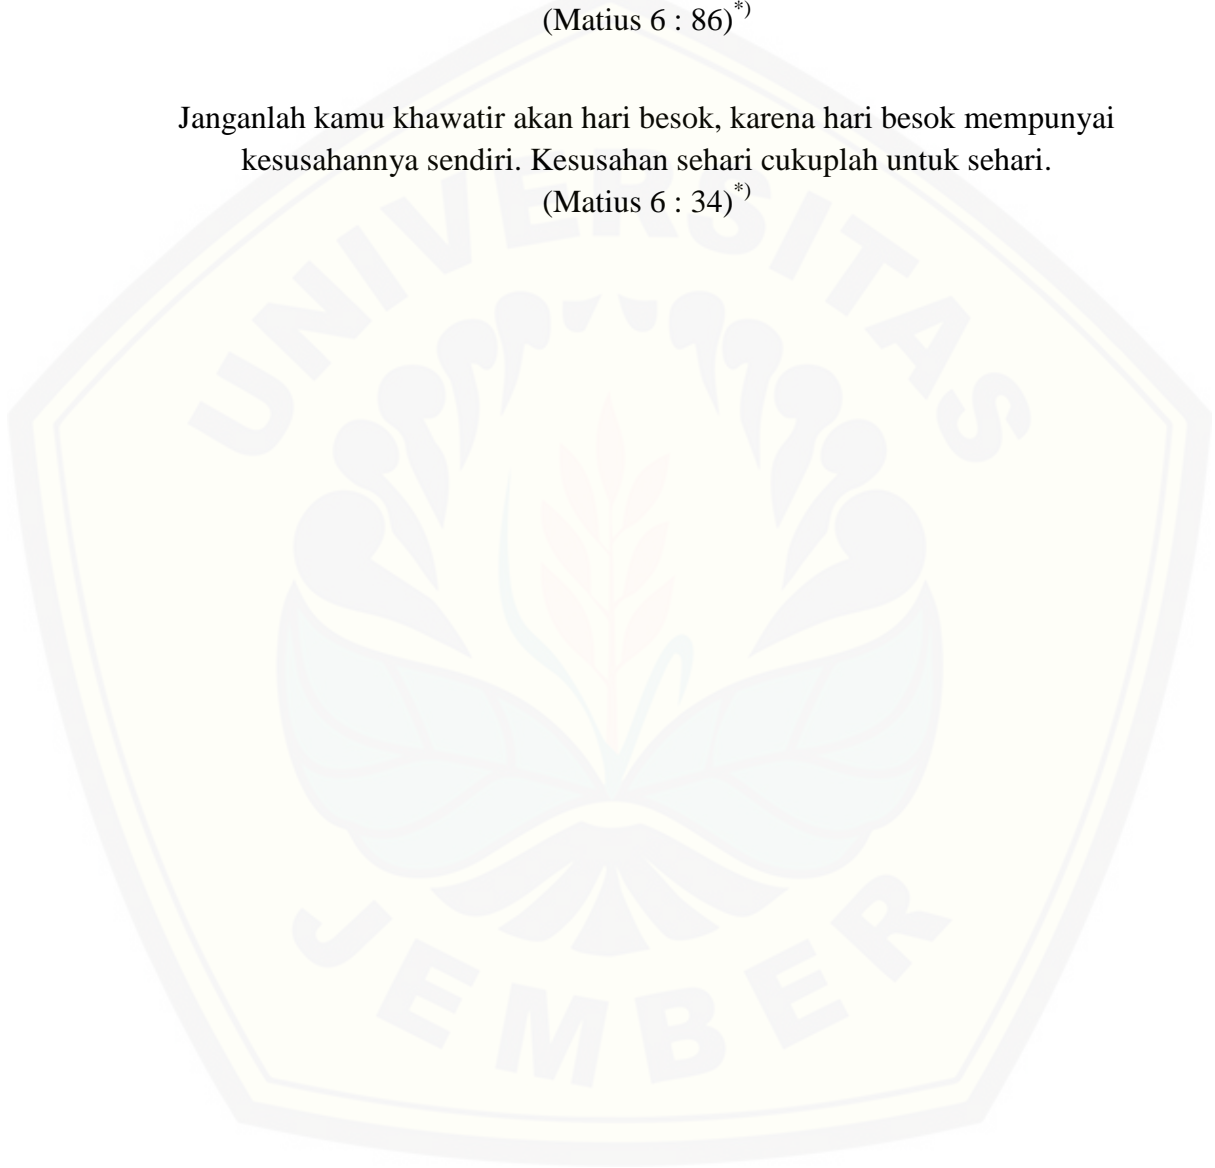 (Matius 6 : 86)*)
Janganlah kamu khawatir akan hari besok, karena hari besok mempunyai
kesusahannya sendiri. Kesusahan sehari cukuplah untuk sehari.
(Matius 6 : 34)*)
UNIVERSITAS
JEMBER